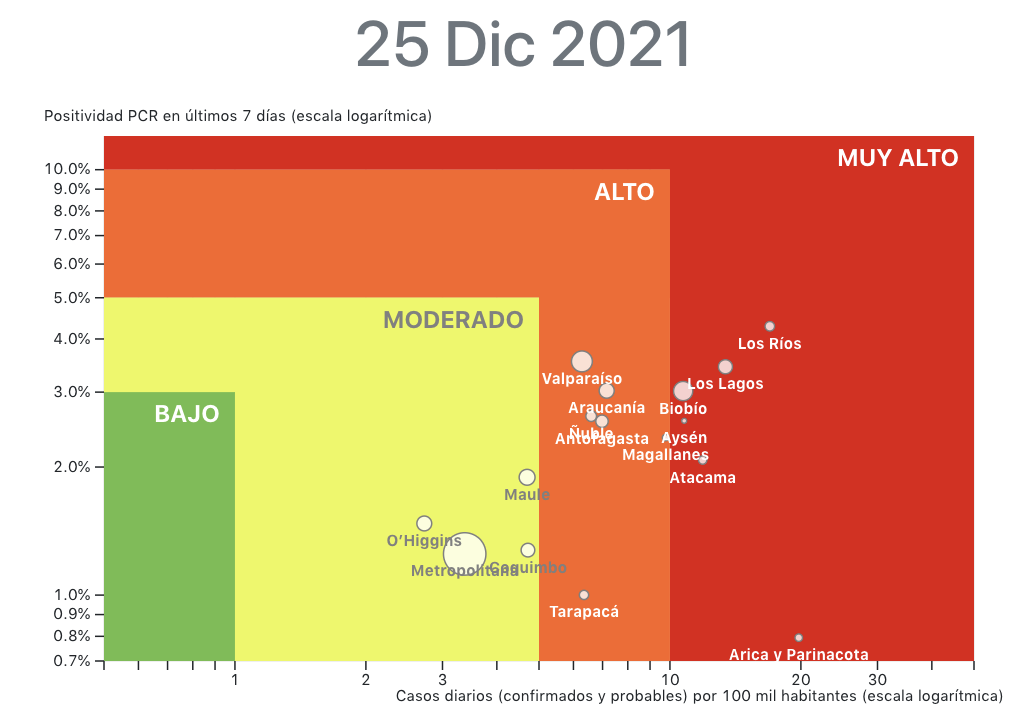 25 Dic 2021
Positividad PCR en últimos 7 días (escala logarítmica)
MUY ALTO
10.0%
9.0%
ALTO
8.0%
7.0%
6.0%
5.0%
MODERADO
4.0%
Los Ríos
Valparaíso
Los Lagos
3.0%
Araucanía
Biobío
BAJO
Ñuble
Antofagasta
Aysén
Magallanes
2.0%
Atacama
Maule
O'Higgins
Coquimbo
Metropolitana
1.0%
Tarapacá
0.9%
0.8%
Arica y Parinacota
0.7%
1 2 3 10 20 30
Casos diarios (confirmados y probables) por 100 mil habitantes (escala logarítmica)